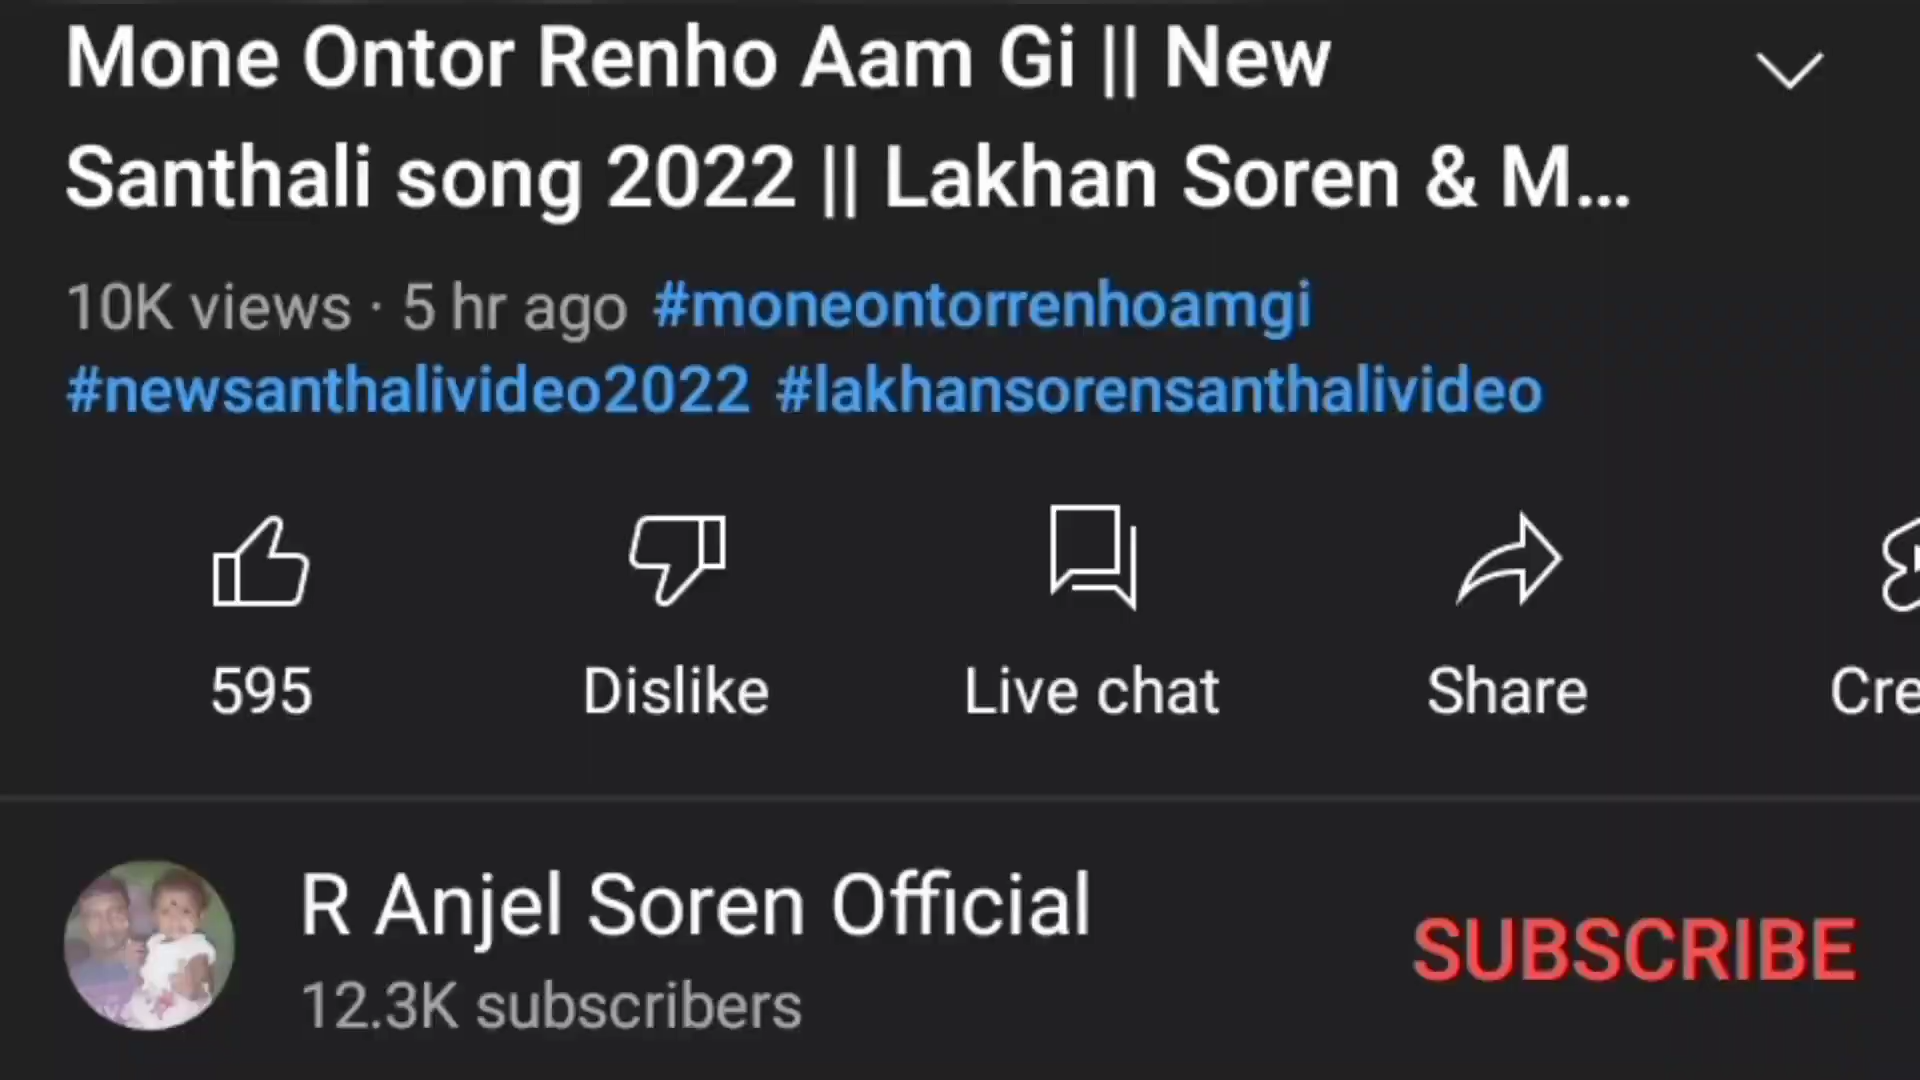 Mone Ontor Renho Aam Gi || New
Santhali song 2022 || Lakhan Soren & M...
10K views · 5 hr ago #moneontorrenhoamgi
#newsanthalivideo2022 #lakhansorensanthalivideo
595 Dislike Live chat Share Cre
R Anjel Soren Official
SUBSCRIBE
12.3K subscribers